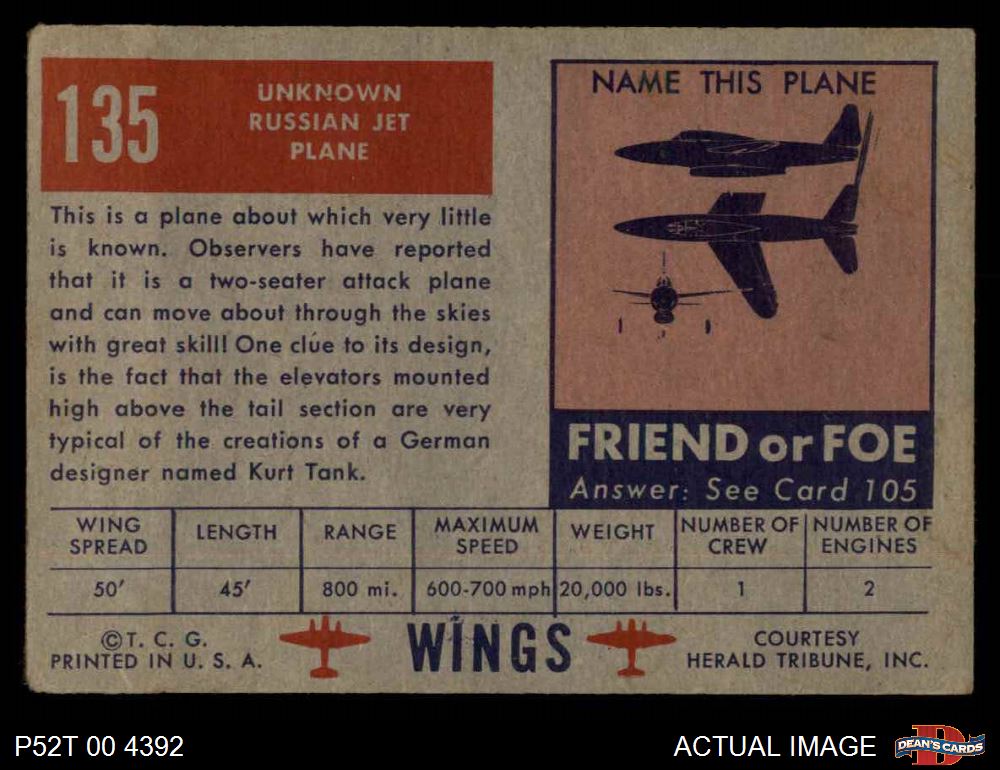 135
UNKNOWN
RUSSIAN JET
PLANE
This is a plane about which very little
is known. Observers have reported
that it is a two-seater attack plane
and can move about through the skies
with great skill! One clue to its design,
is the fact that the elevators mounted
high above the tail section are very
typical of the creations of a German
designer named Kurt Tank.
NAME THIS PLANE
FRIEND or FOE
Answer: See Card 105
WING SPREAD LENGTH RANGE MAXIMUM SPEED WEIGHT NUMBER OF CREW NUMBER OF ENGINES
50' 45' 800 mi. 600-700 mph 20,000 lbs. 1 2
©T. C. G.
PRINTED IN U. S. A.
WINGS
COURTESY
HERALD TRIBUNE, INC.
P52T 00 4392
ACTUAL IMAGE
D
DEAN'S CARDS